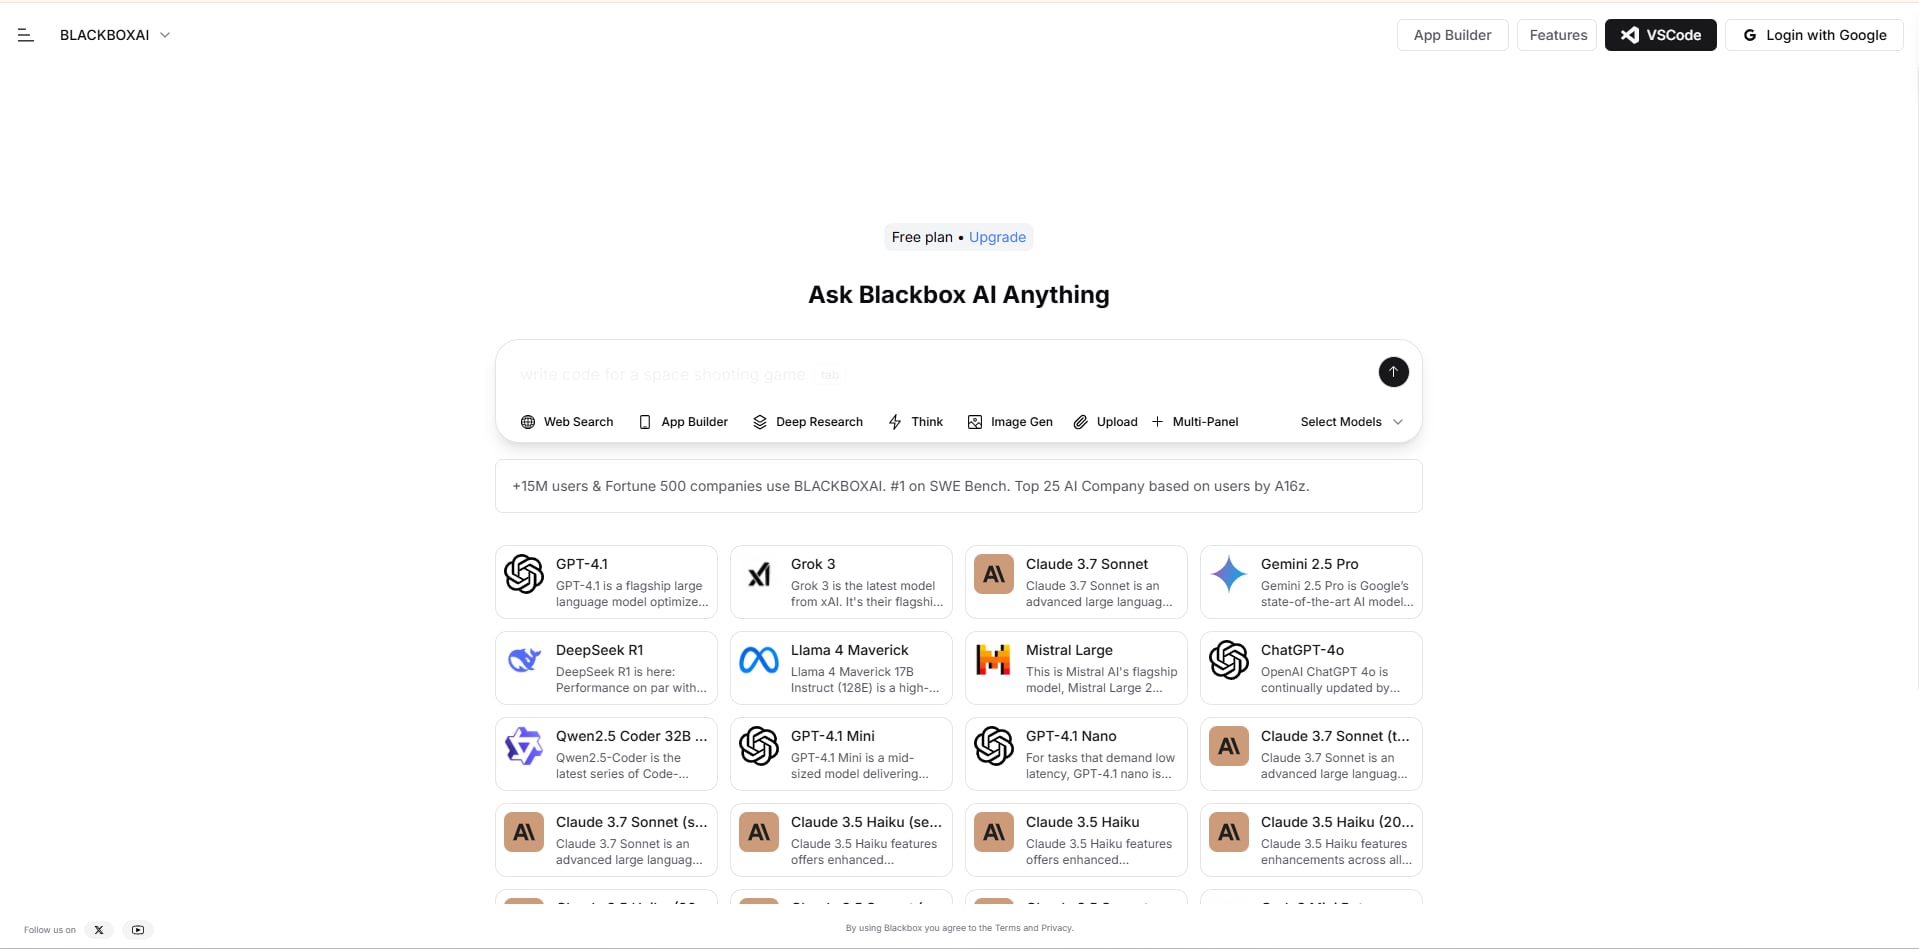 BLACKBOXAI
App Builder
Features
VSCode
Login with Google
Free plan • Upgrade
Ask Blackbox AI Anything
write code for a space shooting game tab
Web Search
App Builder
Deep Research
Think
Image Gen
Upload
Multi-Panel
Select Models
+15M users & Fortune 500 companies use BLACKBOXAI. #1 on SWE Bench. Top 25 AI Company based on users by A16z.
GPT-4.1
GPT-4.1 is a flagship large
language model optimize...
Grok 3
Grok 3 is the latest model
from xAI. It's their flagshi...
Claude 3.7 Sonnet
Claude 3.7 Sonnet is an
advanced large languag...
Gemini 2.5 Pro
Gemini 2.5 Pro is Google's
state-of-the-art AI model...
DeepSeek R1
DeepSeek R1 is here:
Performance on par with...
Llama 4 Maverick
Llama 4 Maverick 17B
Instruct (128E) is a high-...
Mistral Large
This is Mistral AI's flagship
model, Mistral Large 2...
ChatGPT-4o
OpenAI ChatGPT 4o is
continually updated by...
Qwen2.5 Coder 32B ...
Qwen2.5-Coder is the
latest series of Code-...
GPT-4.1 Mini
GPT-4.1 Mini is a mid-
sized model delivering...
GPT-4.1 Nano
For tasks that demand low
latency, GPT-4.1 nano is...
Claude 3.7 Sonnet (t...
Claude 3.7 Sonnet is an
advanced large languag...
Claude 3.7 Sonnet (s...
Claude 3.7 Sonnet is an
advanced large languag...
Claude 3.5 Haiku (se...
Claude 3.5 Haiku features
offers enhanced...
Claude 3.5 Haiku
Claude 3.5 Haiku features
offers enhanced...
Claude 3.5 Haiku (20...
Claude 3.5 Haiku features
enhancements across all...
Follow us on
By using Blackbox you agree to the Terms and Privacy.